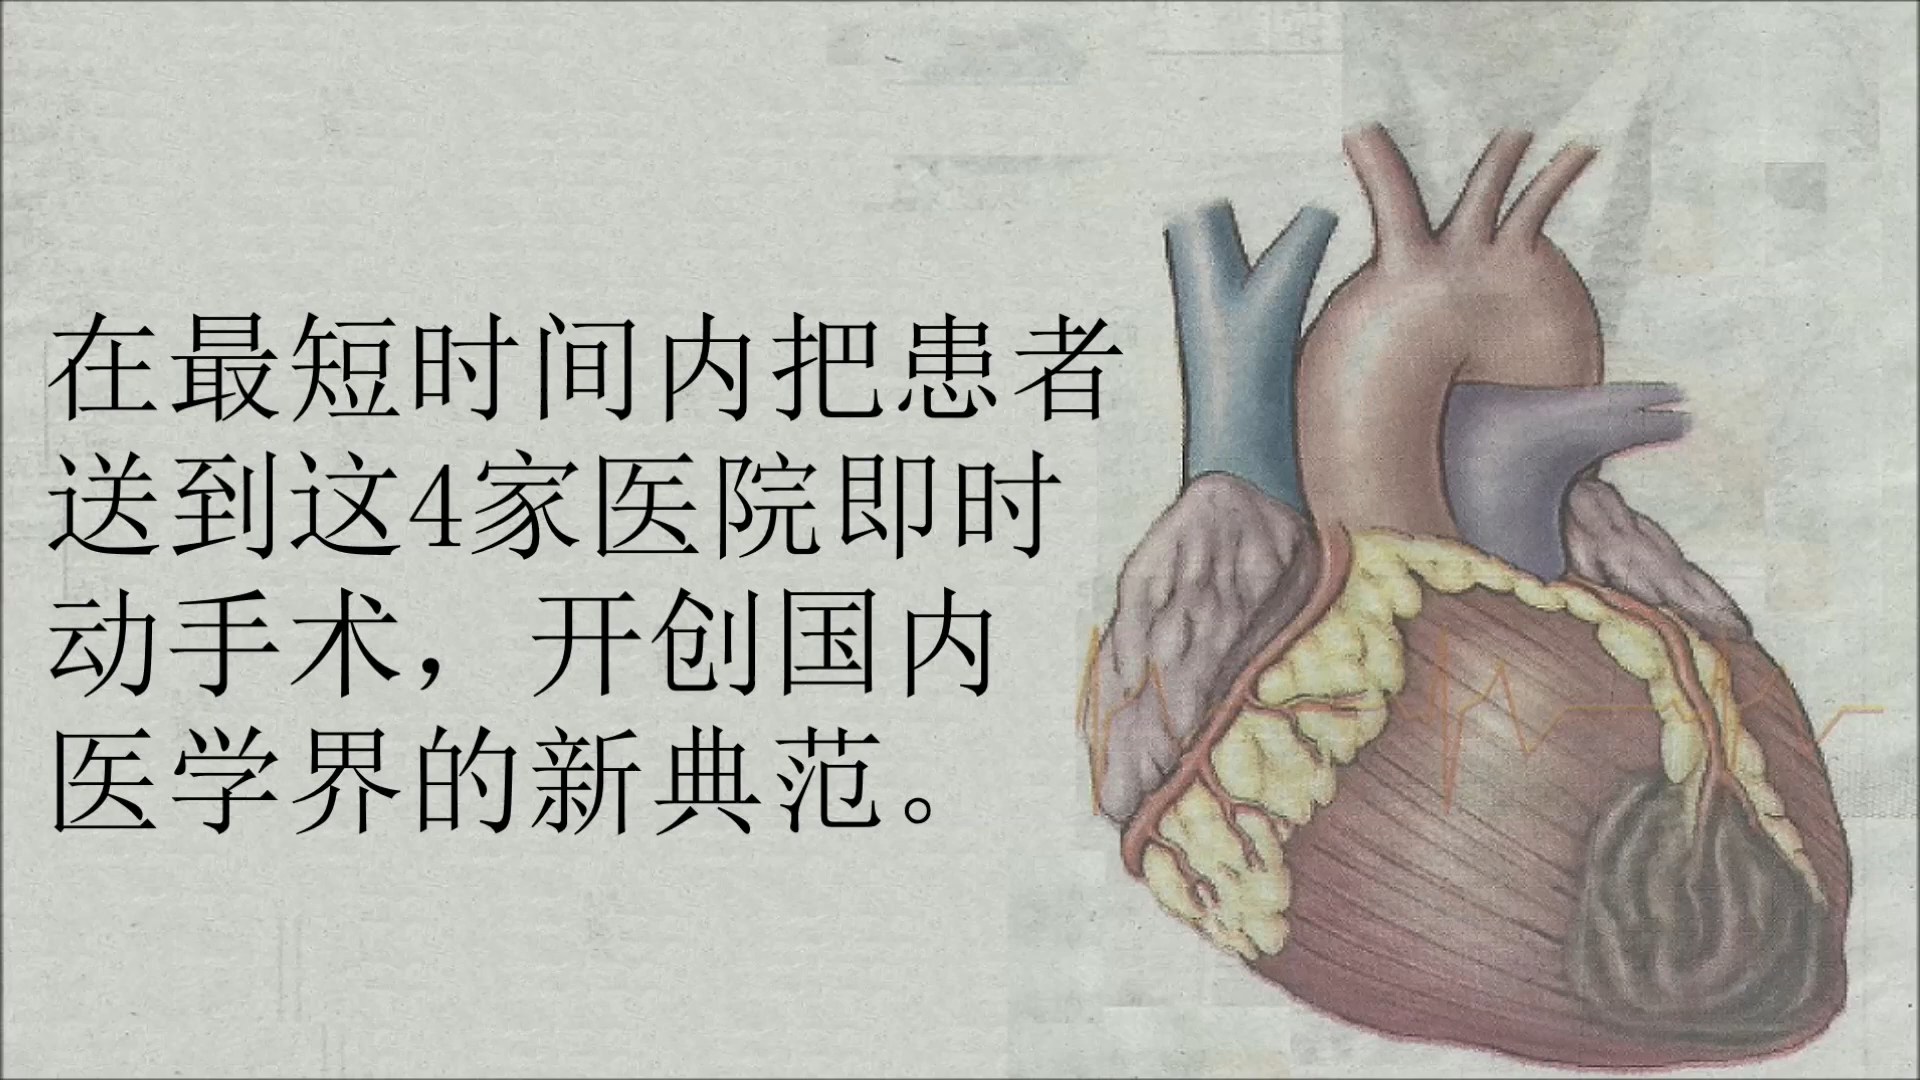 在最短时间内把患者
送到这4家医院即时
动手术，开创国内
医学界的新典范。